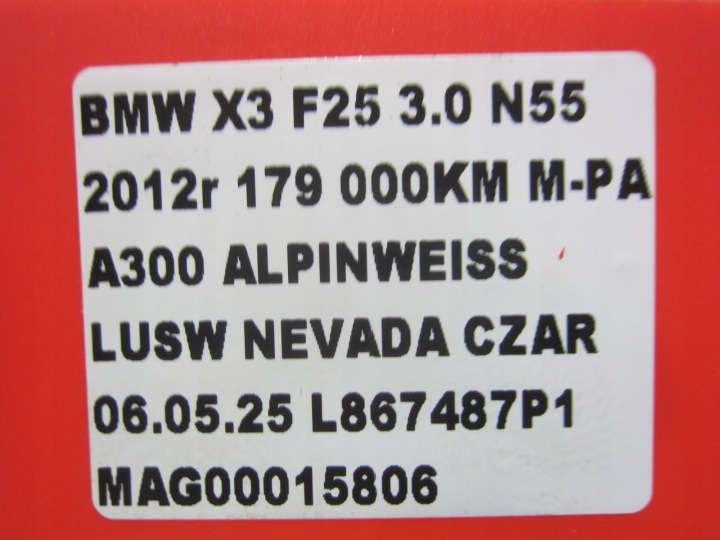 BMW X3 F25 3.0 N55
2012r 179 000KM M-PA
A300 ALPINWEISS
LUSW NEVADA CZAR
06.05.25 L867487P1
MAG00015806